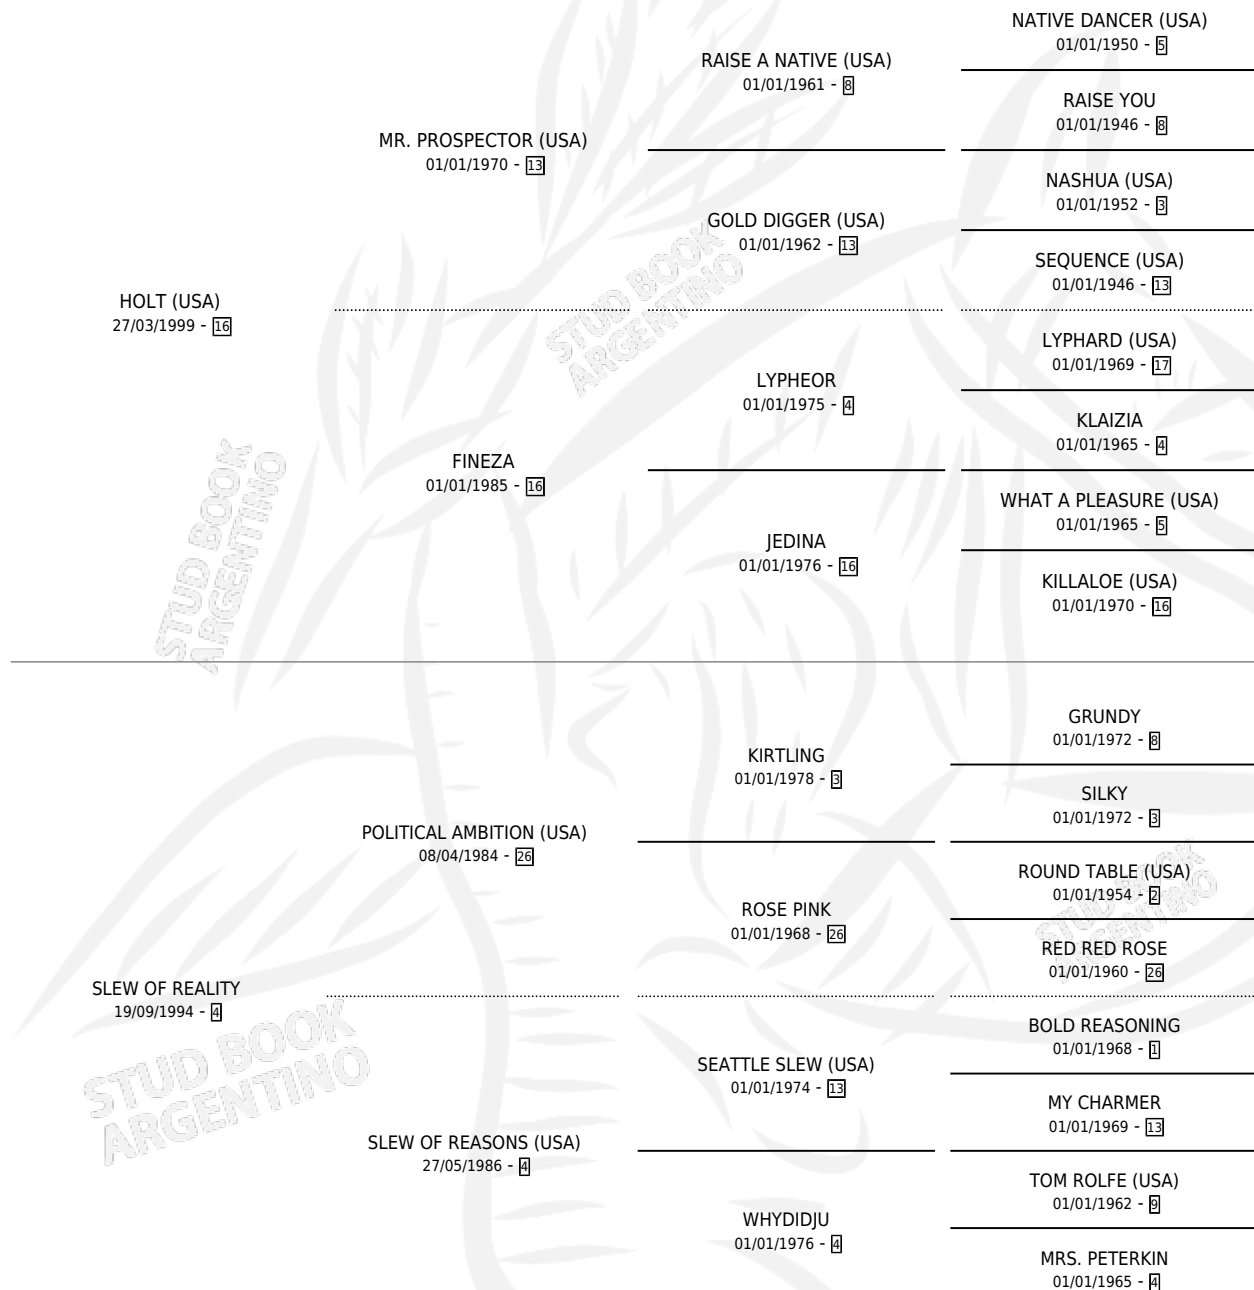 NATIVE DANCER (USA)
01/01/1950 - 5
RAISE A NATIVE (USA)
01/01/1961 - 8
RAISE YOU
01/01/1946 - 8
MR. PROSPECTOR (USA)
01/01/1970 - 13
NASHUA (USA)
01/01/1952 - 3
GOLD DIGGER (USA)
01/01/1962 - 13
SEQUENCE (USA)
01/01/1946 - 13
HOLT (USA)
27/03/1999 - 16
STUD BOOK
ARGENTINO
LYPHARD (USA)
01/01/1969 - 17
LYPHEOR
01/01/1975 - 4
KLAIZIA
01/01/1965 - 4
FINEZA
01/01/1985 - 16
WHAT A PLEASURE (USA)
01/01/1965 - 5
JEDINA
01/01/1976 - 16
KILLALOE (USA)
01/01/1970 - 16
STUD BOOK
ARGENTINO
GRUNDY
01/01/1972 - 8
KIRTLING
01/01/1978 - 3
SILKY
01/01/1972 - 3
POLITICAL AMBITION (USA)
08/04/1984 - 26
ROUND TABLE (USA)
01/01/1954 - 2
ROSE PINK
01/01/1968 - 26
RED RED ROSE
01/01/1960 - 26
STUD BOOK
ARGENTINO
SLEW OF REALITY
19/09/1994 - 4
BOLD REASONING
01/01/1968 - 1
SEATTLE SLEW (USA)
01/01/1974 - 13
MY CHARMER
01/01/1969 - 13
STUD BOOK
ARGENTINO
SLEW OF REASONS (USA)
27/05/1986 - 4
TOM ROLFE (USA)
01/01/1962 - 9
WHYDIDJU
01/01/1976 - 4
MRS. PETERKIN
01/01/1965 - 4